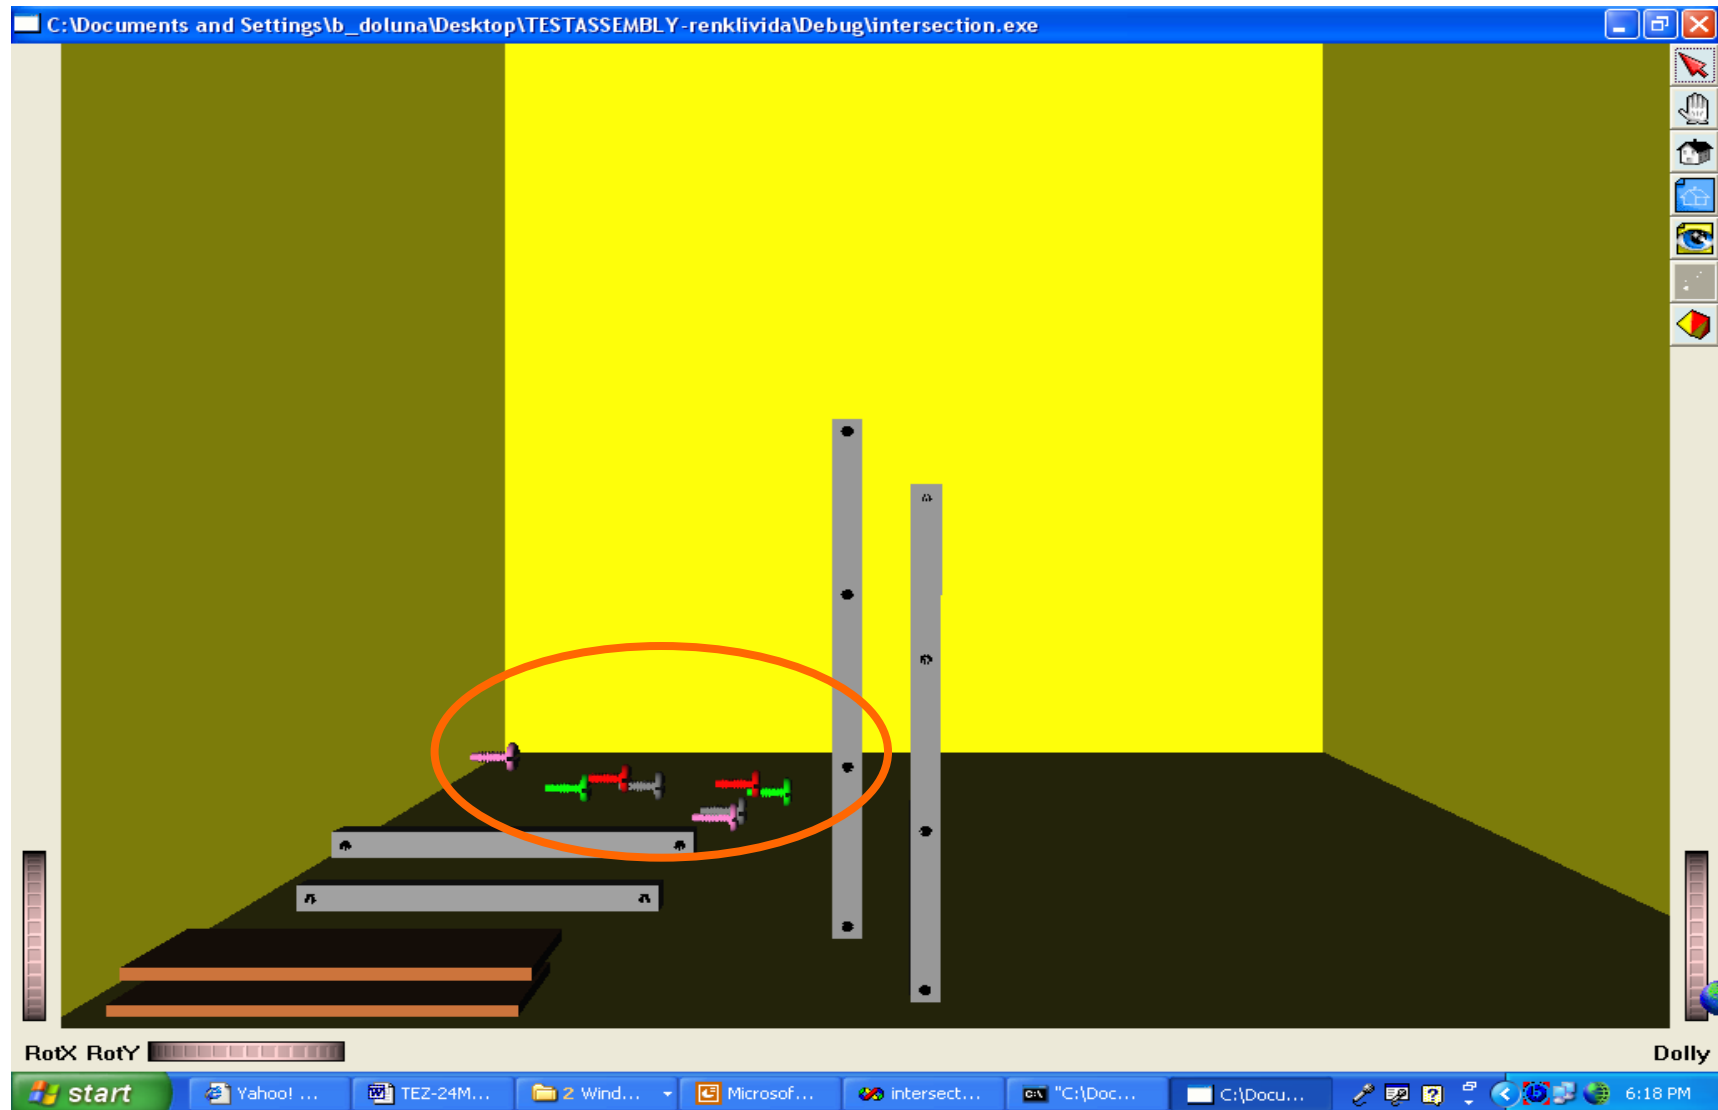 C:\Documents and Settings\b_doluna\Desktop\TESTASSEMBLY-renklivida\Debug\intersection.exe
RotX RotY Dolly
start Yahoo! ... TEZ-24M... 2 Wind... Microsof... intersect... "C:\Doc... C:\Docu... 6:18 PM